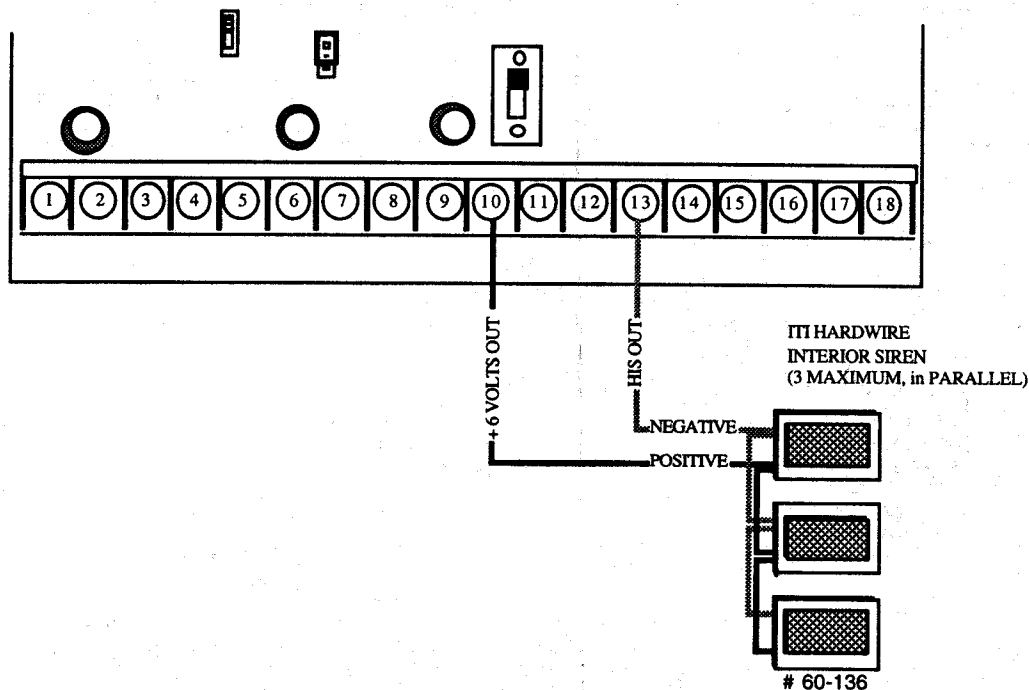 1 2 3 4 5 6 7 8 9 10 11 12 13 14 15 16 17 18
+ 6 VOLTS OUT
HIS OUT
ITI HARDWIRE
INTERIOR SIREN
(3 MAXIMUM, in PARALLEL)
NEGATIVE
POSITIVE
# 60-136